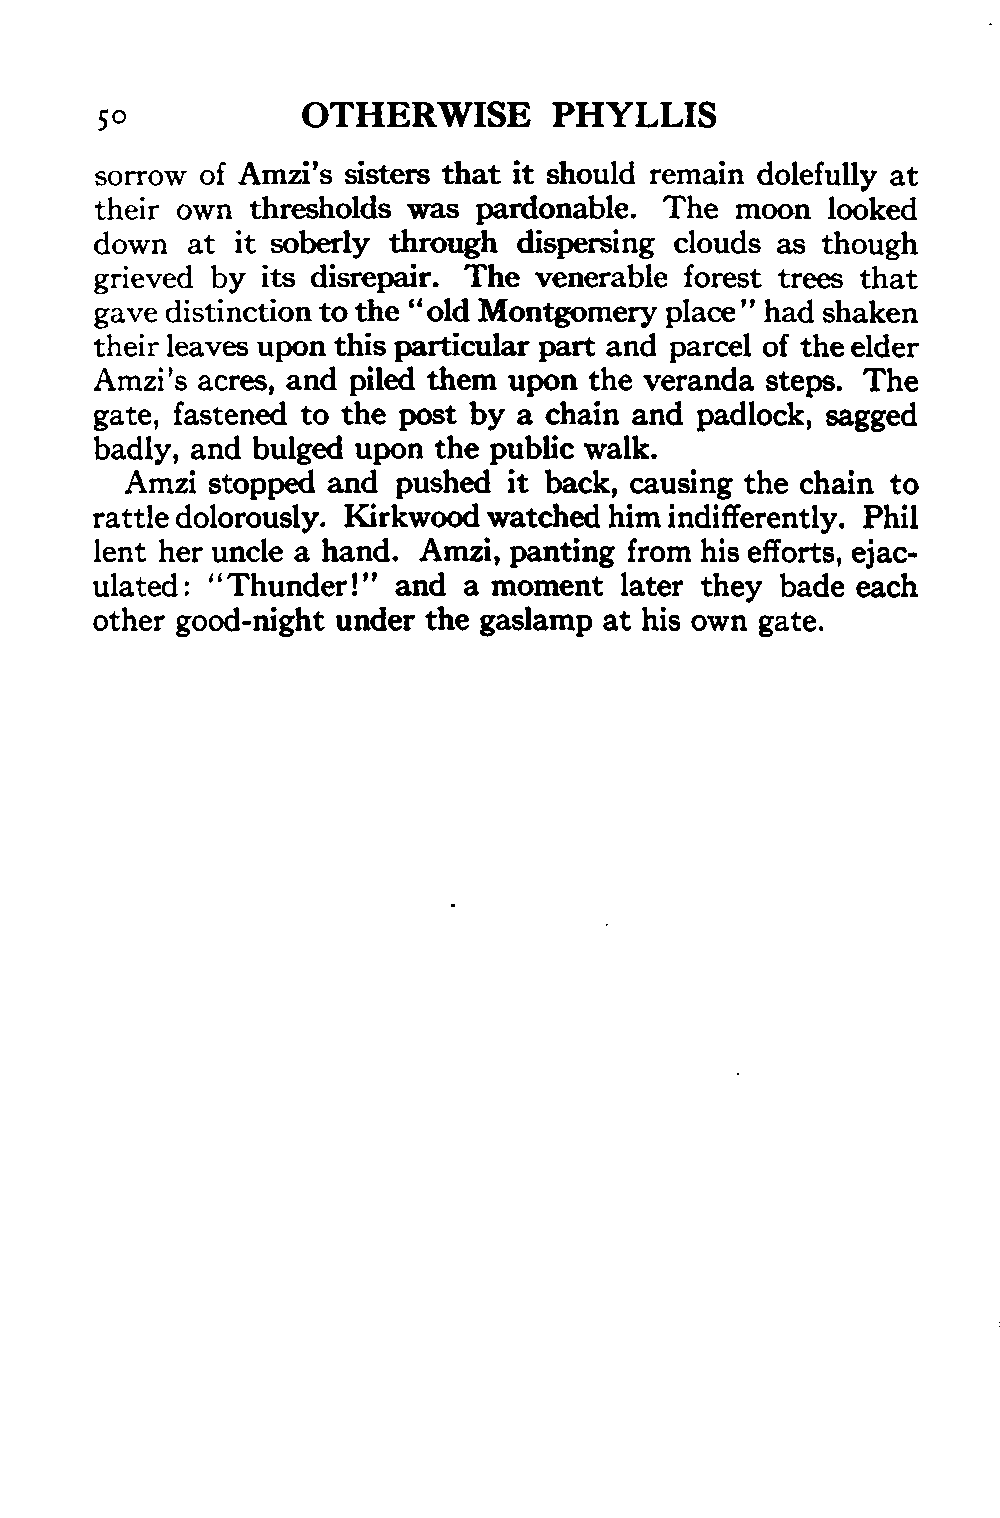 50 OTHERWISE PHYLLIS
sorrow of Amzi's sisters that it should remain dolefully at
their own thresholds was pardonable. The moon looked
down at it soberly through dispersing clouds as though
grieved by its disrepair. The venerable forest trees that
gave distinction to the "old Montgomery place" had shaken
their leaves upon this particular part and parcel of the elder
Amzi's acres, and piled them upon the veranda steps. The
gate, fastened to the post by a chain and padlock, sagged
badly, and bulged upon the public walk.
Amzi stopped and pushed it back, causing the chain to
rattle dolorously. Kirkwood watched him indifferently. Phil
lent her uncle a hand. Amzi, panting from his efforts, ejac-
ulated: "Thunder!" and a moment later they bade each
other good-night under the gaslamp at his own gate.